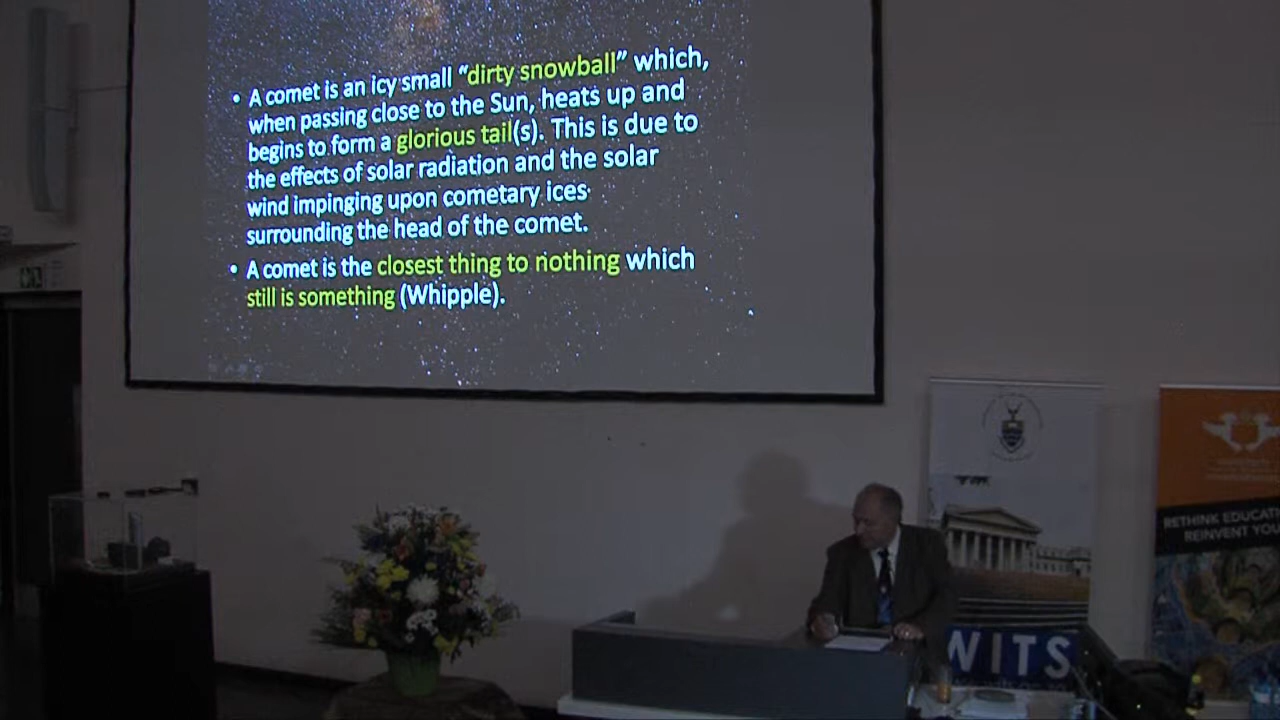 • A comet is an icy small “dirty snowball” which,
when passing close to the Sun, heats up and
begins to form a glorious tail(s). This is due to
the effects of solar radiation and the solar
wind impinging upon cometary ices
surrounding the head of the comet.
• A comet is the closest thing to nothing which
still is something (Whipple).
WITS
RETHINK EDUCATI
REINVENT YOU